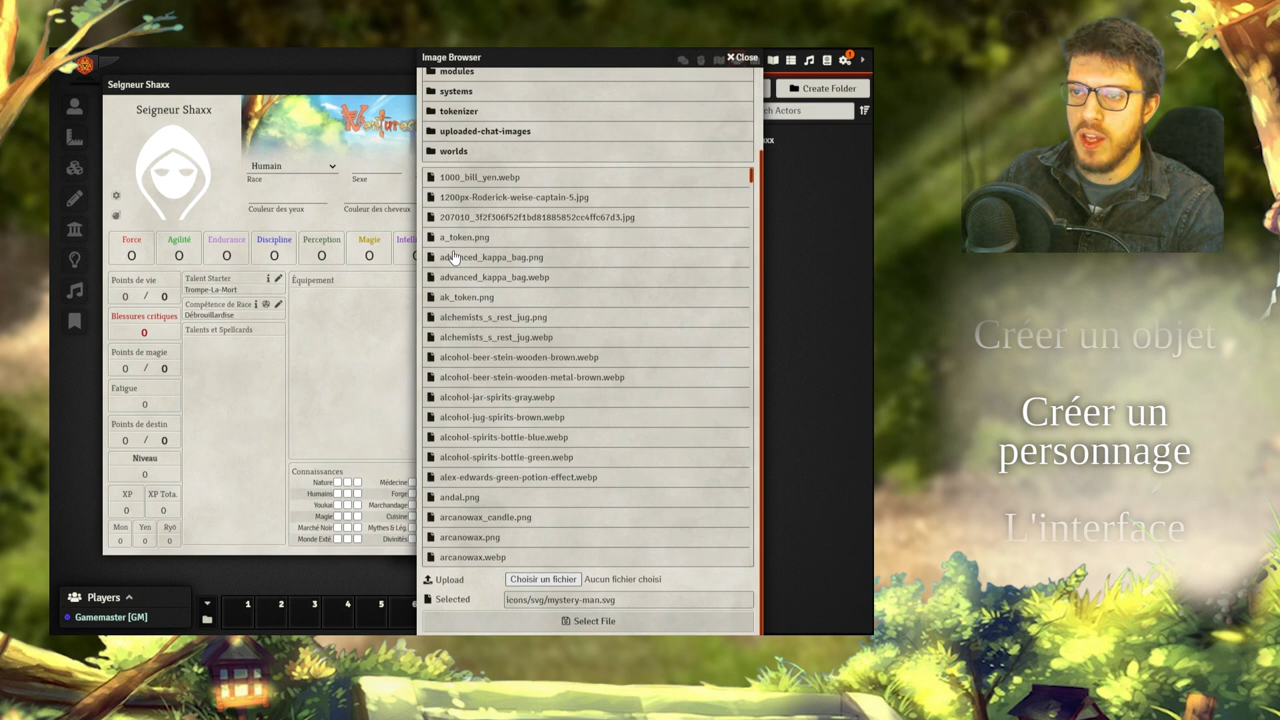 Seigneur Shaxx
Seigneur Shaxx
Humain
Race
Sexe
Couleur des yeux
Couleur des cheveux
Force
Agilité
Endurance
Discipline
Perception
Magie
0
0
0
0
0
0
Points de vie
0 / 0
Blessures critiques
0
Points de magie
0 / 0
Fatigue
0
Points de destin
0 / 0
Niveau
0
XP
XP Tota.
0
0
Mon
Yen
Ryō
0
0
0
Talent Starter
Trompe-La-Mort
Compétence de Race
Débrouillardise
Talents et Spellcards
Équipement
Connaissances
Nature
Médecine
Humains
Forge
Youkai
Marchandage
Magie
Cuisine
Marché Noir
Mythes & Lég.
Monde Exté.
Divinités
Players
Gamemaster [GM]
1
2
3
4
5
Image Browser
Close
modules
systems
tokenizer
uploaded-chat-images
worlds
1000_bill_yen.webp
1200px-Roderick-weise-captain-5.jpg
207010_3f2f306f52f1bd81885852cc4ffc67d3.jpg
a_token.png
advanced_kappa_bag.png
advanced_kappa_bag.webp
ak_token.png
alchemists_s_rest_jug.png
alchemists_s_rest_jug.webp
alcohol-beer-stein-wooden-brown.webp
alcohol-beer-stein-wooden-metal-brown.webp
alcohol-jar-spirits-gray.webp
alcohol-jug-spirits-brown.webp
alcohol-spirits-bottle-blue.webp
alcohol-spirits-bottle-green.webp
alex-edwards-green-potion-effect.webp
andal.png
arcanowax_candle.png
arcanowax.png
arcanowax.webp
Upload
Choisir un fichier
Aucun fichier choisi
Selected
icons/svg/mystery-man.svg
Select File
Create Folder
Actors
Créer un objet
Créer un
personnage
L'interface